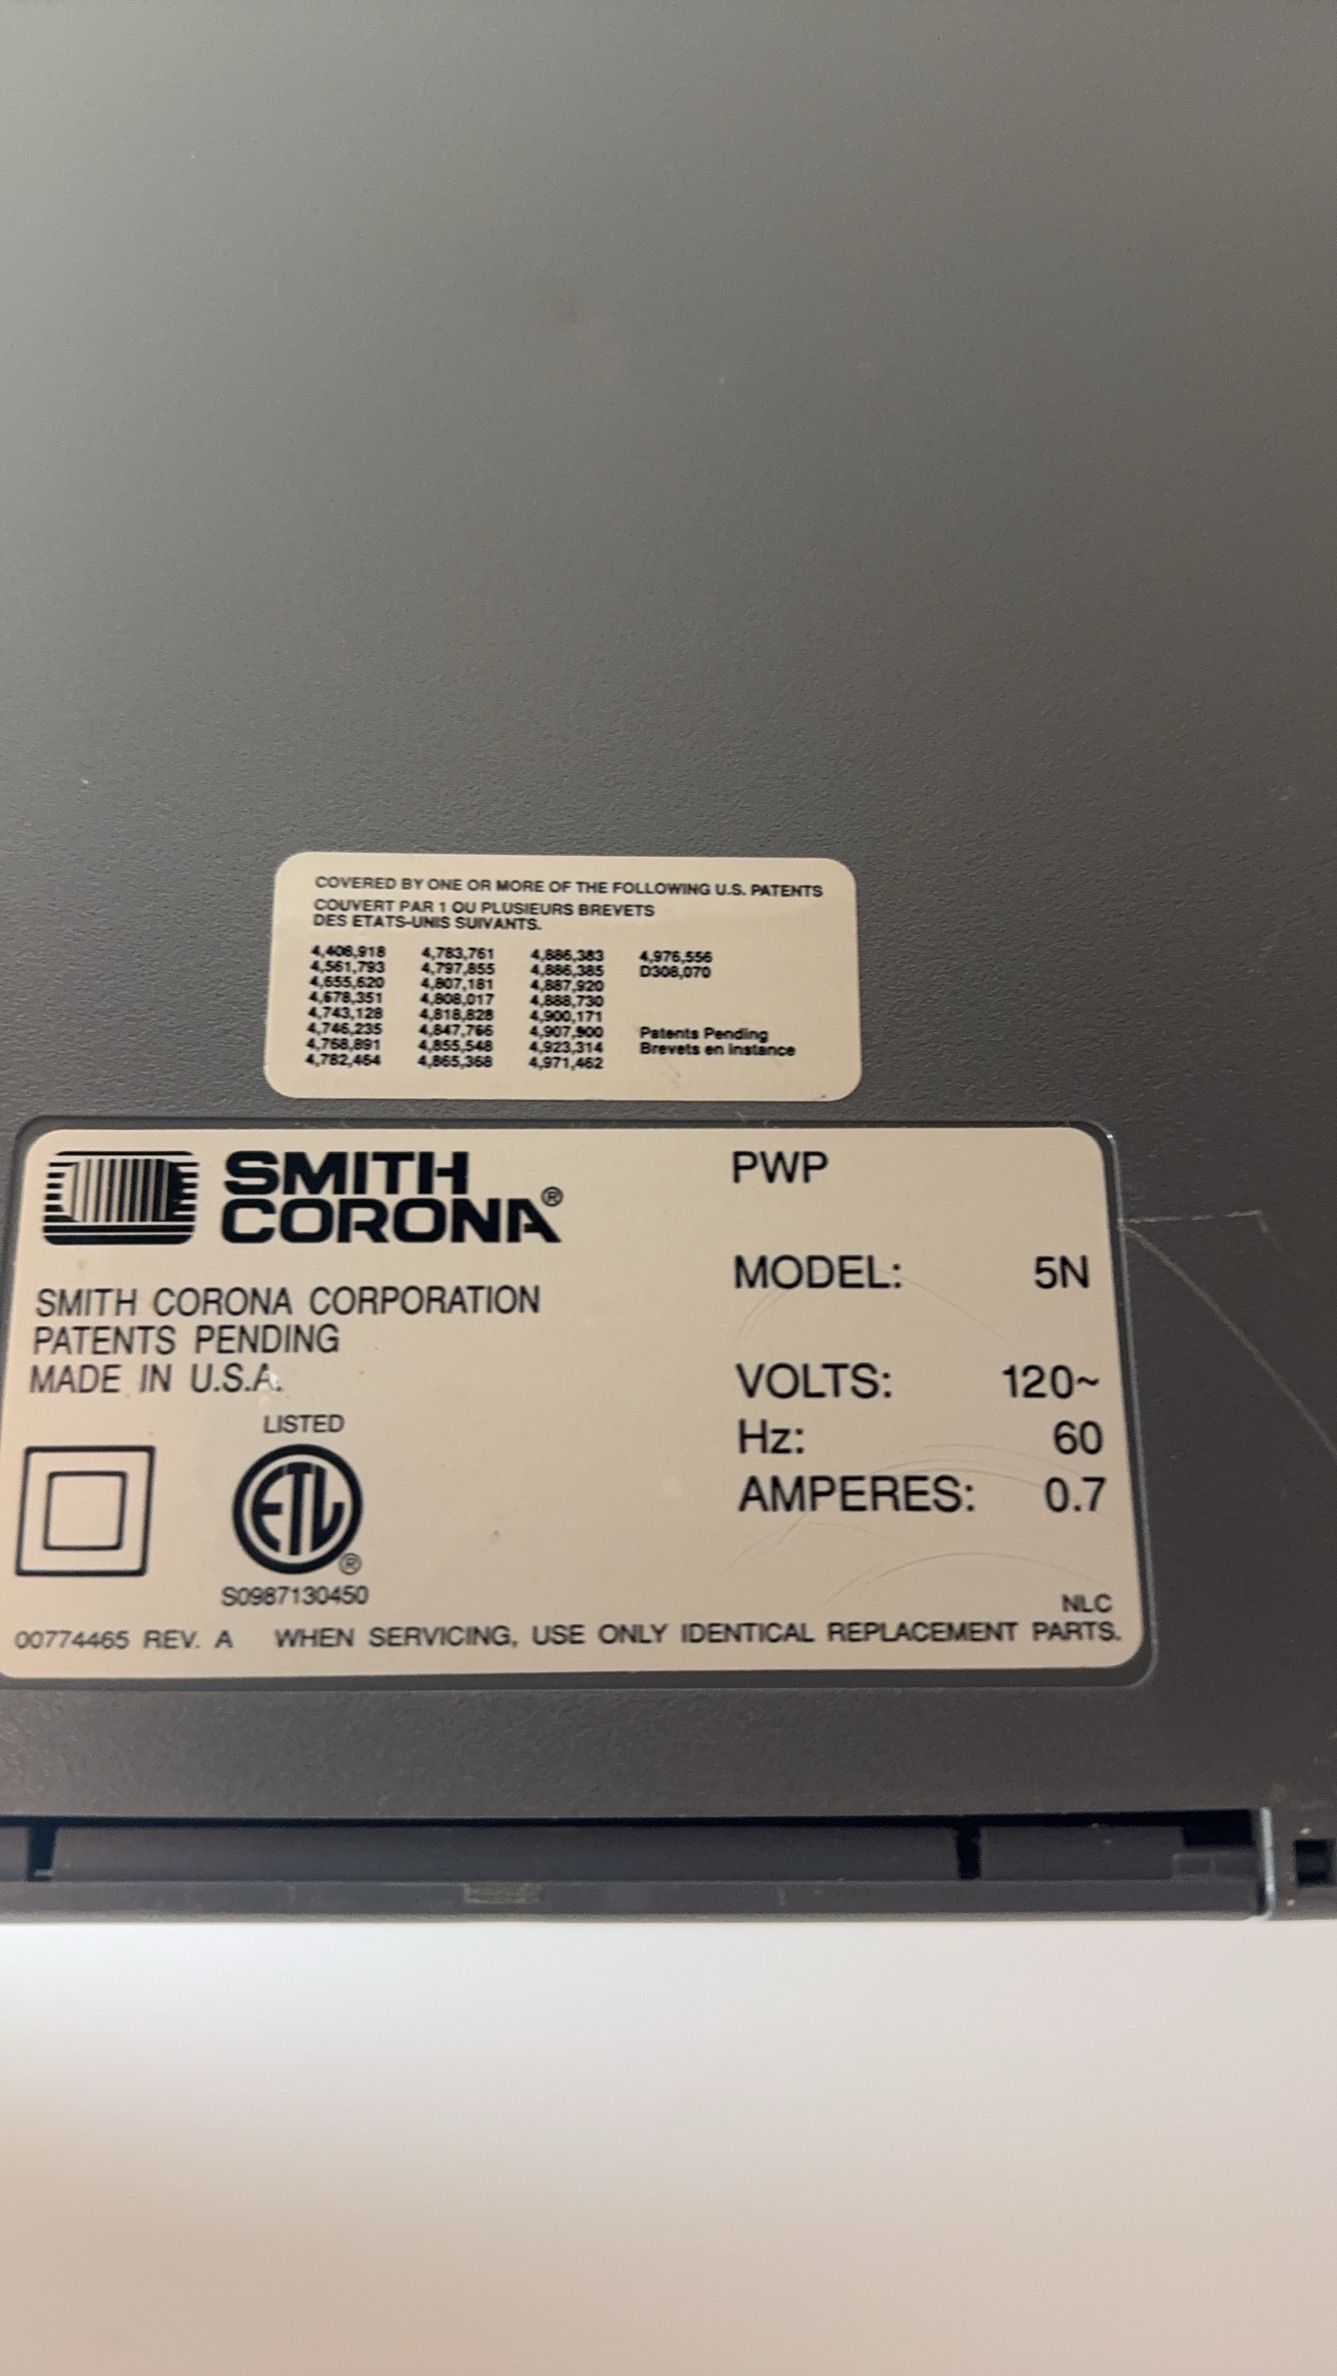 COVERED BY ONE OR MORE OF THE FOLLOWING U.S. PATENTS
COUVERT PAR 1 OU PLUSIEURS BREVETS
DES ETATS-UNIS SUIVANTS.
4,406,918 4,783,761 4,886,383 4,976,556
4,561,793 4,797,855 4,886,385 D308,070
4,655,620 4,807,181 4,887,920
4,678,351 4,808,017 4,888,730
4,743,128 4,818,828 4,900,171
4,746,235 4,847,766 4,907,900 Patents Pending
4,768,891 4,855,548 4,923,314 Brevets en instance
4,782,464 4,865,368 4,971,462
SMITH
CORONA®
PWP
MODEL: 5N
SMITH CORONA CORPORATION
PATENTS PENDING
MADE IN U.S.A.
VOLTS: 120~
Hz: 60
AMPERES: 0.7
LISTED
ETL®
S0987130450
NLC
00774465 REV. A WHEN SERVICING, USE ONLY IDENTICAL REPLACEMENT PARTS.